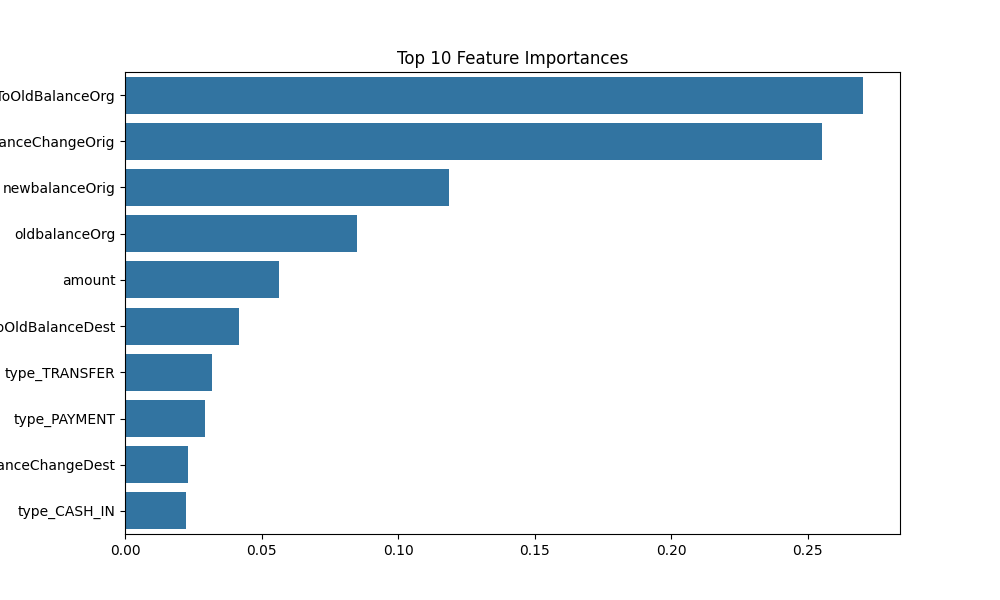 Top 10 Feature Importances
ToOldBalanceOrg
anceChangeOrig
newbalanceOrig
oldbalanceOrg
amount
oOldBalanceDest
type_TRANSFER
type_PAYMENT
anceChangeDest
type_CASH_IN
0.00 0.05 0.10 0.15 0.20 0.25